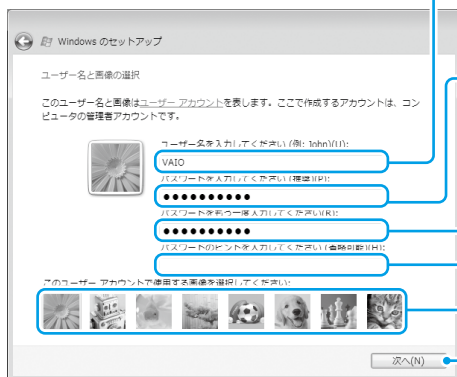 Windows のセットアップ
ユーザー名と画像の選択
このユーザー名と画像はユーザー アカウントを表します。ここで作成するアカウントは、コン
ピュータの管理者アカウントです。
ユーザー名を入力してください (例: John)(U):
VAIO
パスワードを入力してください (推奨)(P):
●●●●●●●●●●
パスワードをもう一度入力してください(R):
●●●●●●●●●●
パスワードのヒントを入力してください (省略可能)(H):
このユーザー アカウントで使用する画像を選択してください:
次へ(N)